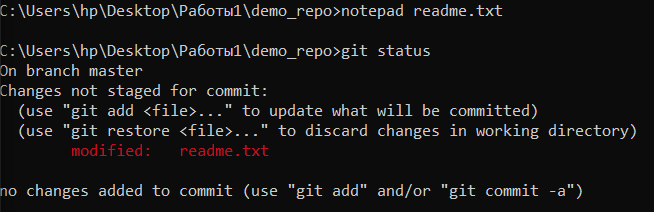 C:\Users\hp\Desktop\Работы1\demo_repo>notepad readme.txt
C:\Users\hp\Desktop\Работы1\demo_repo>git status
On branch master
Changes not staged for commit:
  (use "git add <file>..." to update what will be committed)
  (use "git restore <file>..." to discard changes in working directory)
        modified:   readme.txt
no changes added to commit (use "git add" and/or "git commit -a")